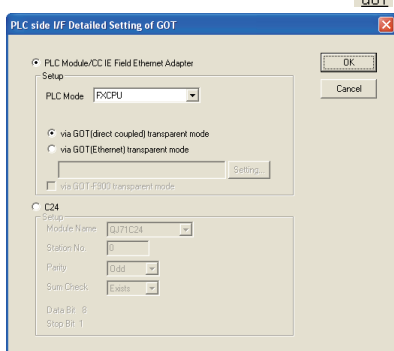 GOT
PLC side I/F Detailed Setting of GOT
PLC Module/CC IE Field Ethernet Adapter
OK
Setup
Cancel
PLC Mode FXCPU
via GOT(direct coupled) transparent mode
via GOT(Ethernet) transparent mode
Setting...
via GOT-F900 transparent mode
C24
Setup
Module Name QJ71C24
Station No. 0
Parity Odd
Sum Check Exists
Data Bit 8
Stop Bit 1